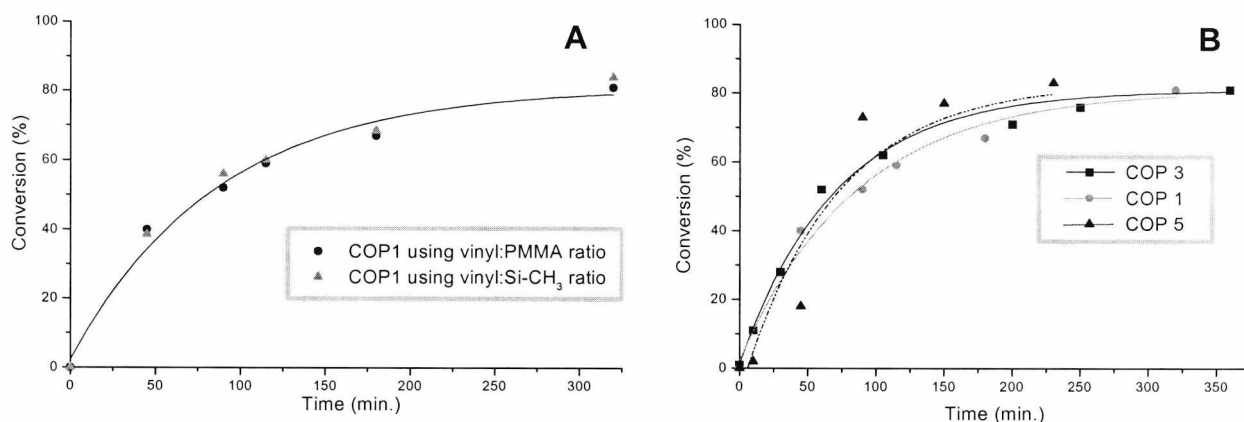 A
Conversion (%)
100
80
60
40
20
0
COP1 using vinyl:PMMA ratio
COP1 using vinyl:Si-CH₃ ratio
0 50 100 150 200 250 300
Time (min.)
B
Conversion (%)
100
80
60
40
20
0
COP 3
COP 1
COP 5
0 50 100 150 200 250 300 350
Time (min.)